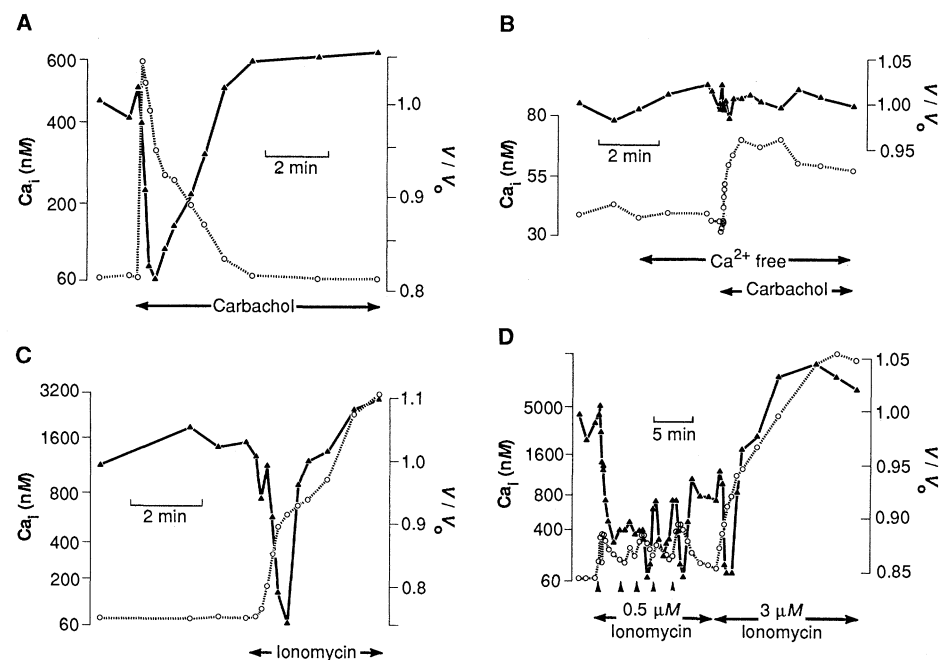 A
Ca_i (nM)
600
400
200
60
1.0
0.9
0.8
V / V_o
2 min
Carbachol
B
Ca_i (nM)
80
55
30
1.05
1.00
0.95
V / V_o
2 min
Ca2+ free
Carbachol
C
Ca_i (nM)
3200
1600
800
400
200
60
1.1
1.0
0.9
0.8
V / V_o
2 min
Ionomycin
D
Ca_I (nM)
5000
1600
800
400
60
1.05
1.00
0.95
0.90
0.85
V / V_o
5 min
0.5 μM
Ionomycin
3 μM
Ionomycin